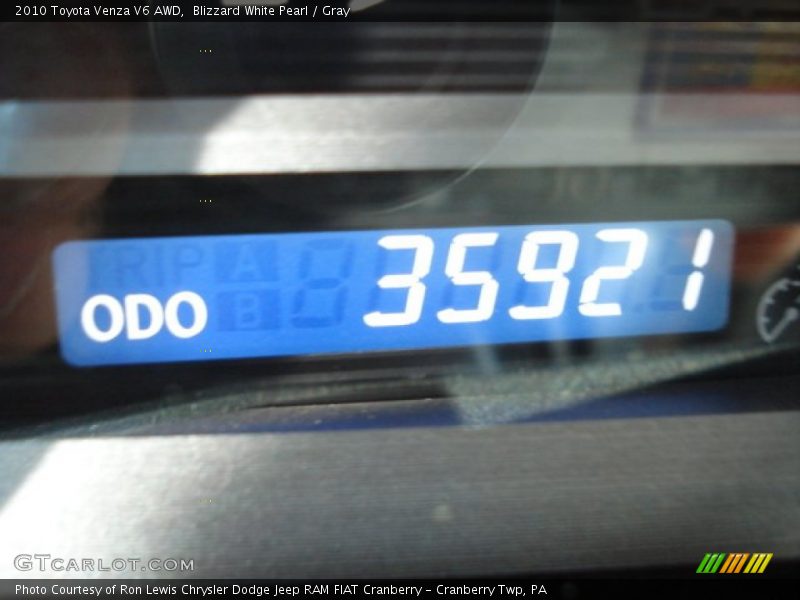 2010 Toyota Venza V6 AWD, Blizzard White Pearl / Gray
TRIP A
B
ODO 35921
GTCARLOT.COM
Photo Courtesy of Ron Lewis Chrysler Dodge Jeep RAM FIAT Cranberry - Cranberry Twp, PA